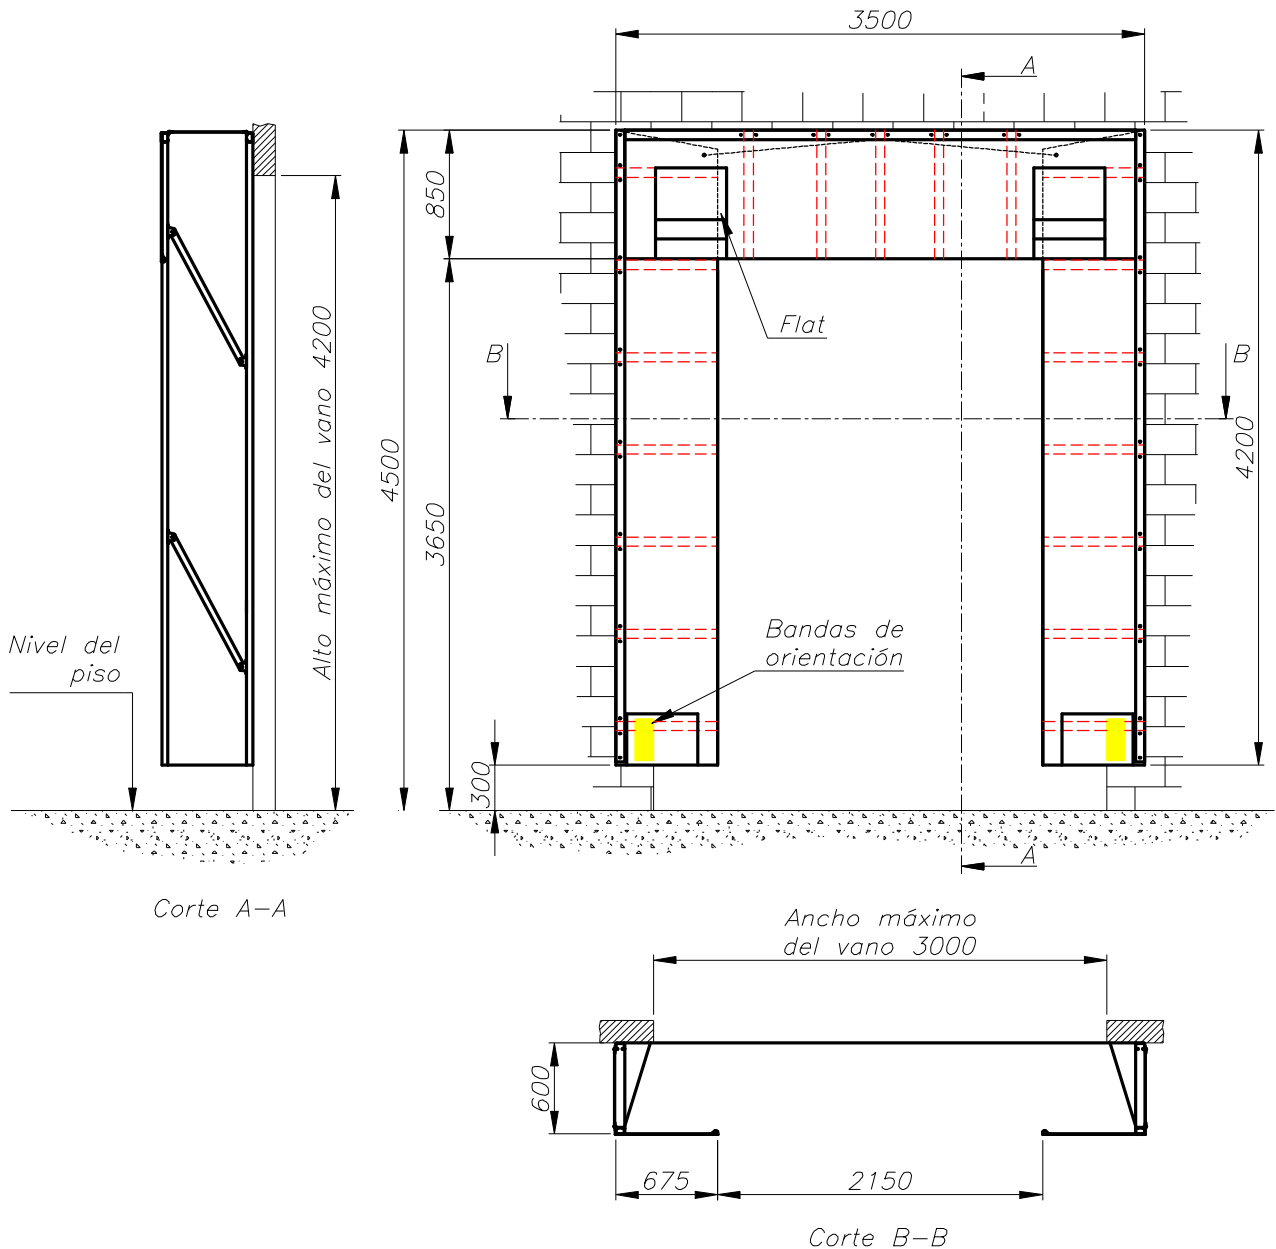 3500
A
850
Flat
B
B
Alto máximo del vano 4200
4500
4200
3650
Nivel del
piso
Bandas de
orientación
300
A
Corte A-A
Ancho máximo
del vano 3000
600
675
2150
Corte B-B